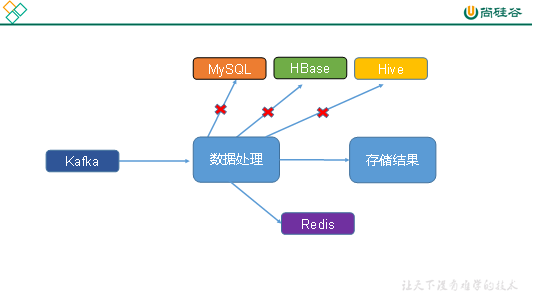 尚硅谷
MySQL
HBase
Hive
Kafka
数据处理
存储结果
Redis
让天下没有难学的技术